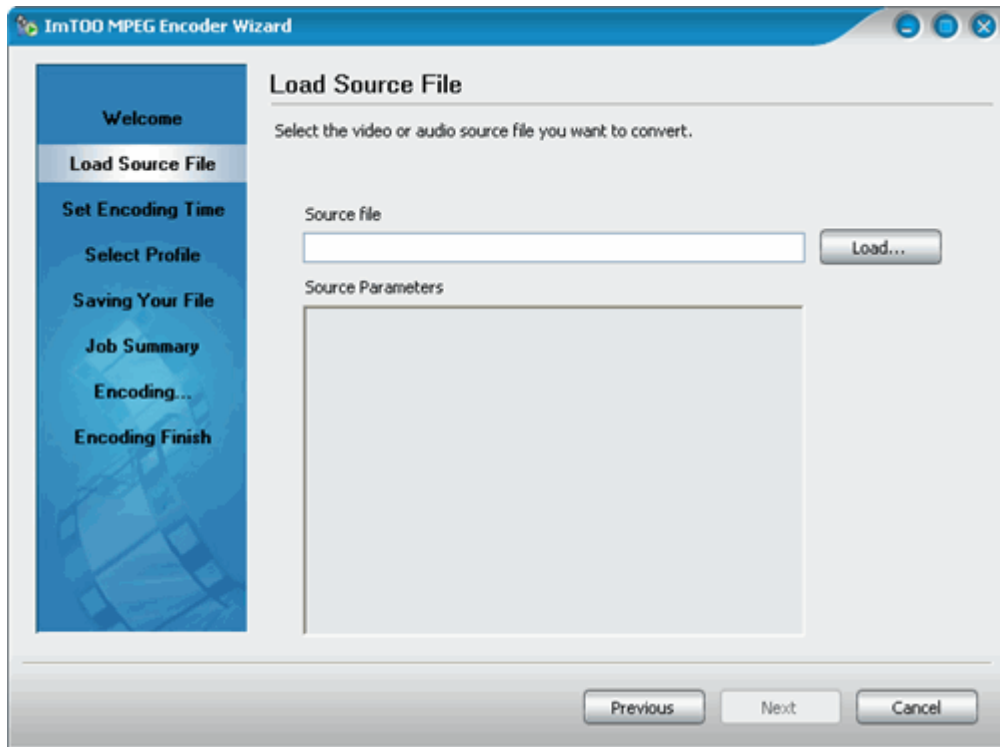 ImTOO MPEG Encoder Wizard
Welcome
Load Source File
Set Encoding Time
Select Profile
Saving Your File
Job Summary
Encoding...
Encoding Finish
Load Source File
Select the video or audio source file you want to convert.
Source file
Load...
Source Parameters
Previous
Next
Cancel